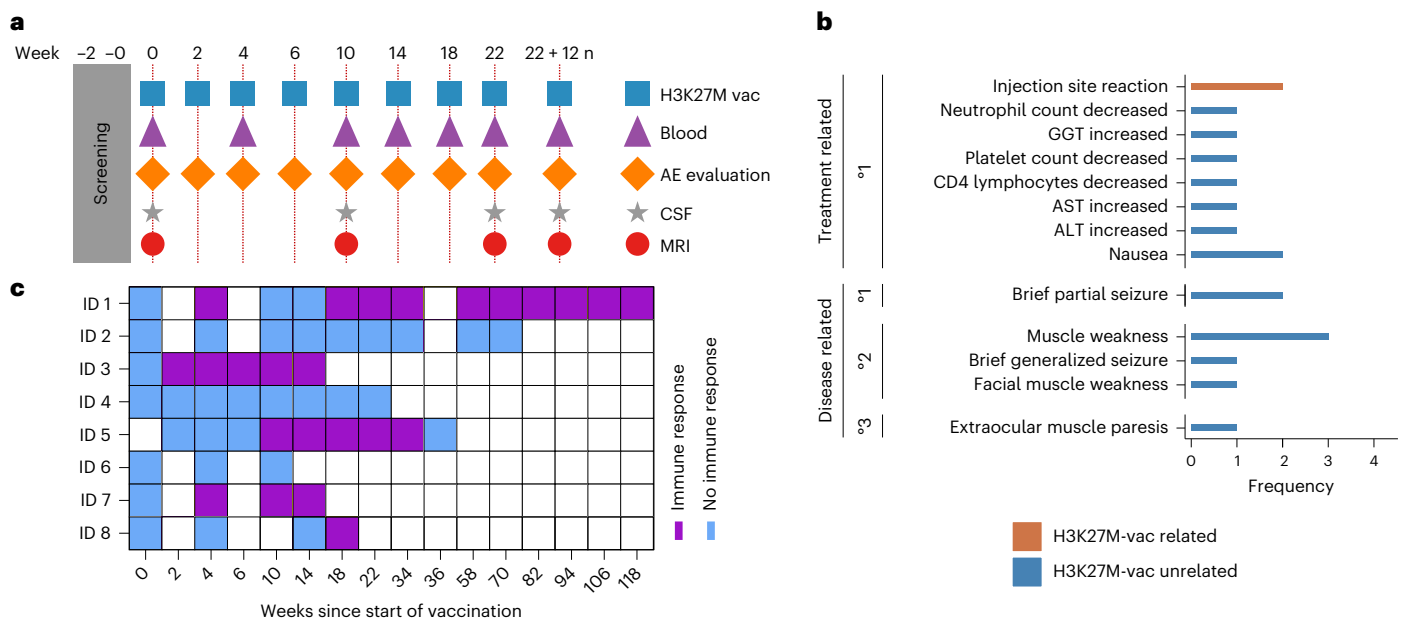 a
Week –2 –0 0 2 4 6 10 14 18 22 22 + 12 n
Screening
H3K27M vac
Blood
AE evaluation
CSF
MRI
b
Treatment related
°1
Injection site reaction
Neutrophil count decreased
GGT increased
Platelet count decreased
CD4 lymphocytes decreased
AST increased
ALT increased
Nausea
Disease related
°1
Brief partial seizure
°2
Muscle weakness
Brief generalized seizure
Facial muscle weakness
°3
Extraocular muscle paresis
0 1 2 3 4
Frequency
H3K27M-vac related
H3K27M-vac unrelated
c
ID 1
ID 2
ID 3
ID 4
ID 5
ID 6
ID 7
ID 8
0 2 4 6 10 14 18 22 34 36 58 70 82 94 106 118
Weeks since start of vaccination
Immune response
No immune response